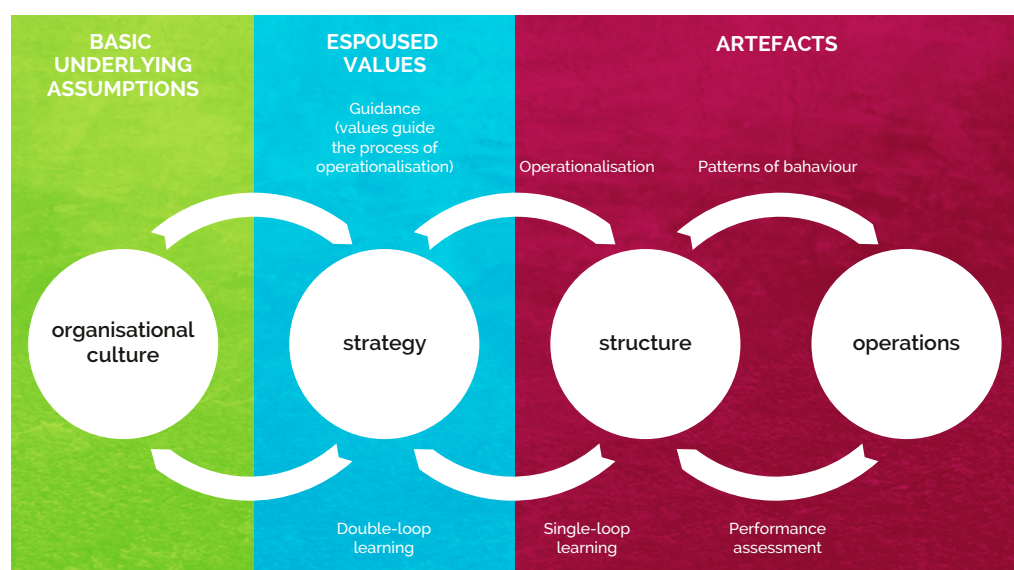 BASIC
UNDERLYING
ASSUMPTIONS
ESPOUSED
VALUES
ARTEFACTS
Guidance
(values guide
the process of
operationalisation)
Operationalisation
Patterns of bahaviour
organisational
culture
strategy
structure
operations
Double-loop
learning
Single-loop
learning
Performance
assessment